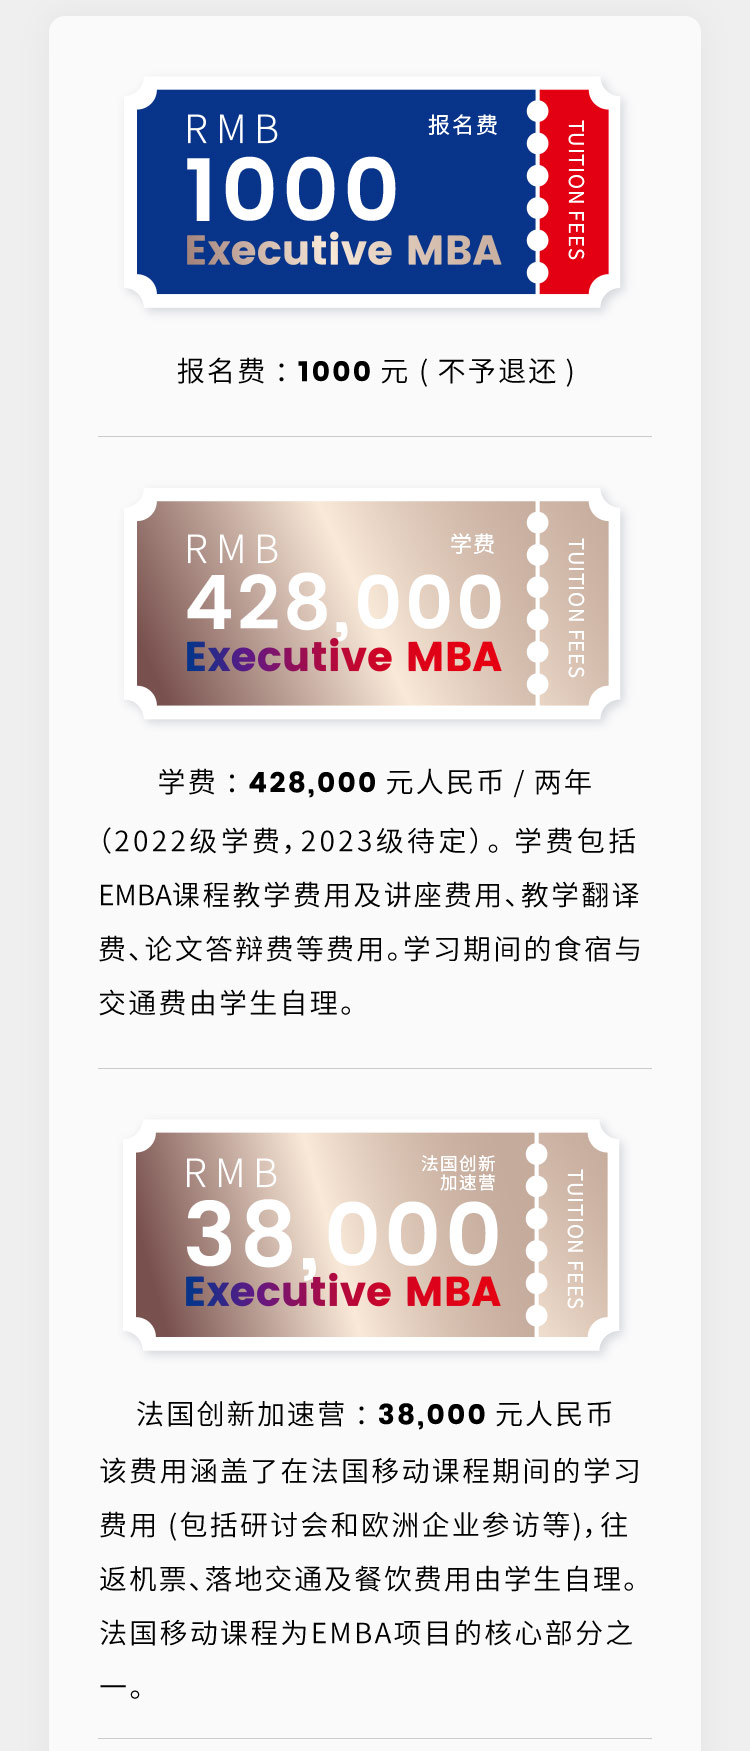 RMB
报名费
1000
Executive MBA
TUITION FEES
报名费：1000 元 ( 不予退还 )
RMB
学费
428,000
Executive MBA
TUITION FEES
学费：428,000 元人民币 / 两年
（2022级学费，2023级待定）。学费包括
EMBA课程教学费用及讲座费用、教学翻译
费、论文答辩费等费用。学习期间的食宿与
交通费由学生自理。
RMB
法国创新
加速营
38,000
Executive MBA
TUITION FEES
法国创新加速营：38,000 元人民币
该费用涵盖了在法国移动课程期间的学习
费用 (包括研讨会和欧洲企业参访等)，往
返机票、落地交通及餐饮费用由学生自理。
法国移动课程为EMBA项目的核心部分之
一。